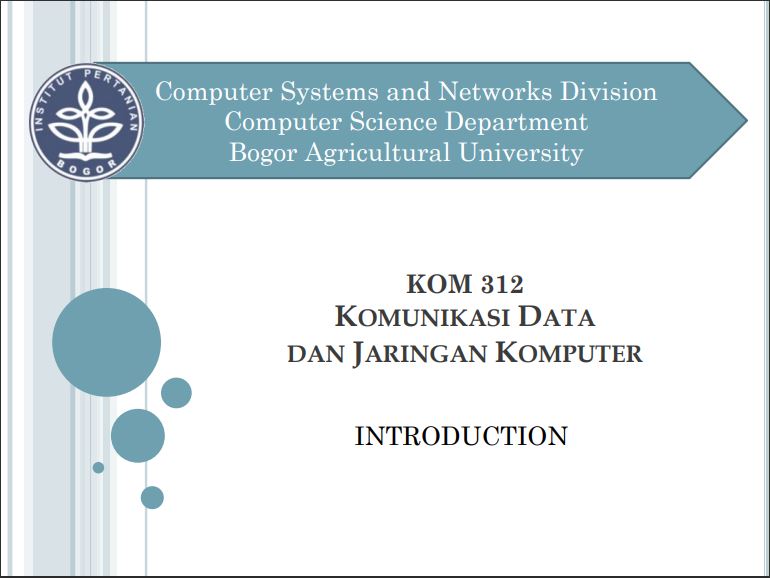 INSTITUT PERTANIAN
BOGOR
Computer Systems and Networks Division
Computer Science Department
Bogor Agricultural University
KOM 312
KOMUNIKASI DATA
DAN JARINGAN KOMPUTER
INTRODUCTION